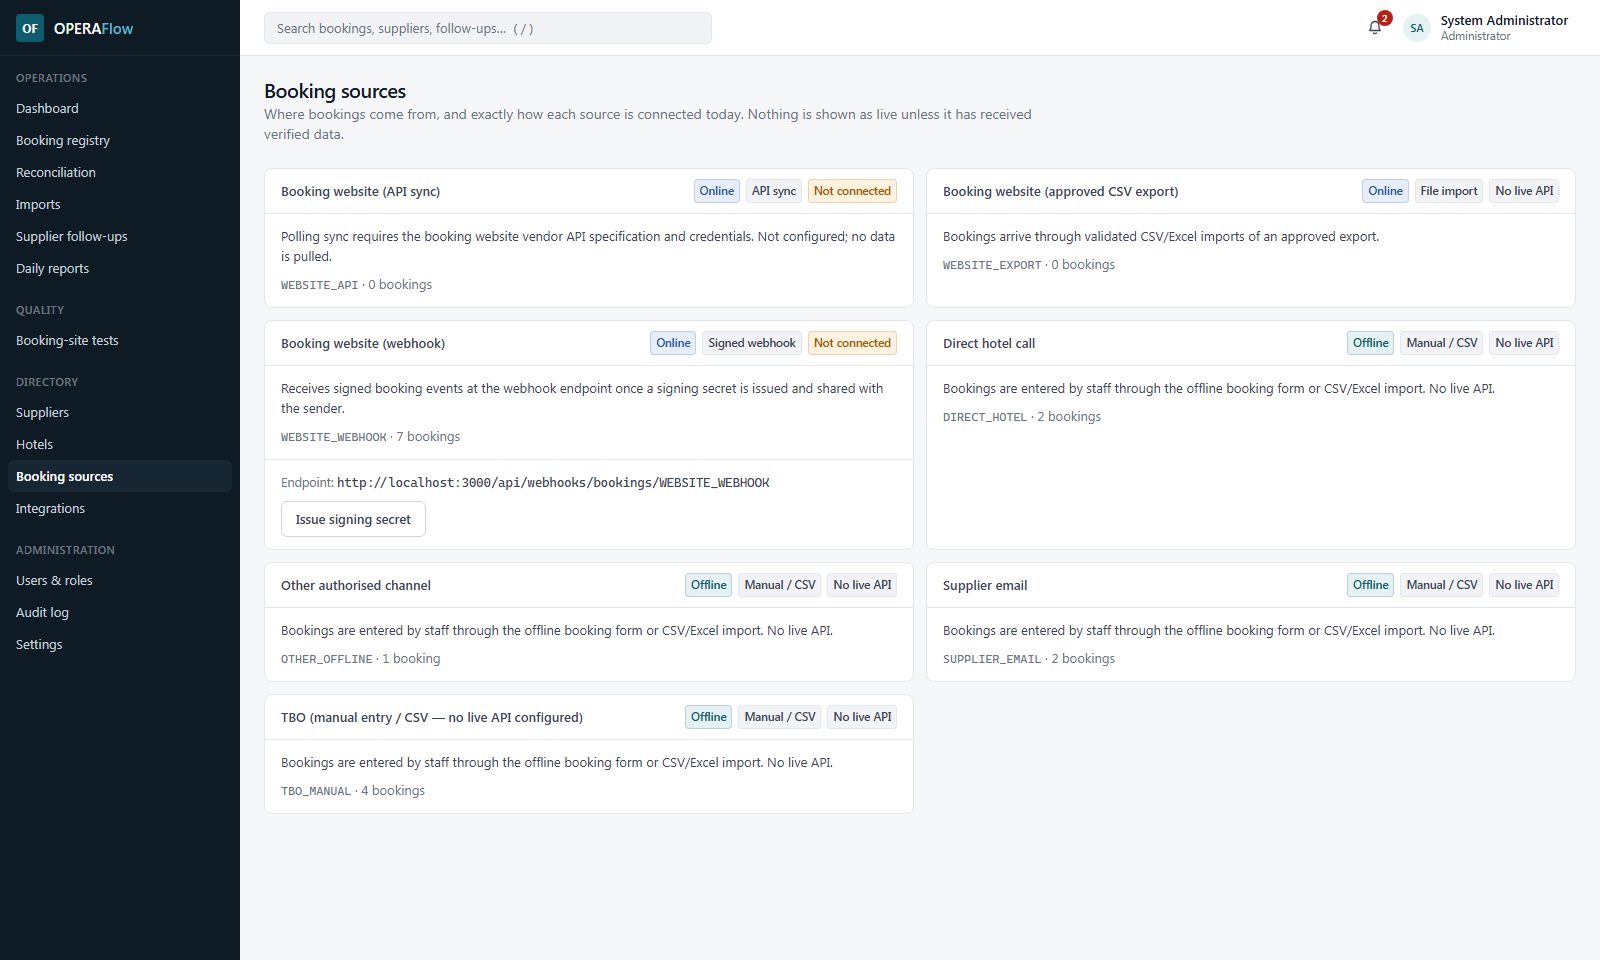 OF OPERAFlow
Search bookings, suppliers, follow-ups... ( / )
2
SA
System Administrator
Administrator
OPERATIONS
Dashboard
Booking registry
Reconciliation
Imports
Supplier follow-ups
Daily reports
QUALITY
Booking-site tests
DIRECTORY
Suppliers
Hotels
Booking sources
Integrations
ADMINISTRATION
Users & roles
Audit log
Settings
Booking sources
Where bookings come from, and exactly how each source is connected today. Nothing is shown as live unless it has received
verified data.
Booking website (API sync) Online API sync Not connected
Polling sync requires the booking website vendor API specification and credentials. Not configured; no data
is pulled.
WEBSITE_API · 0 bookings
Booking website (approved CSV export) Online File import No live API
Bookings arrive through validated CSV/Excel imports of an approved export.
WEBSITE_EXPORT · 0 bookings
Booking website (webhook) Online Signed webhook Not connected
Receives signed booking events at the webhook endpoint once a signing secret is issued and shared with
the sender.
WEBSITE_WEBHOOK · 7 bookings
Endpoint: http://localhost:3000/api/webhooks/bookings/WEBSITE_WEBHOOK
Issue signing secret
Direct hotel call Offline Manual / CSV No live API
Bookings are entered by staff through the offline booking form or CSV/Excel import. No live API.
DIRECT_HOTEL · 2 bookings
Other authorised channel Offline Manual / CSV No live API
Bookings are entered by staff through the offline booking form or CSV/Excel import. No live API.
OTHER_OFFLINE · 1 booking
Supplier email Offline Manual / CSV No live API
Bookings are entered by staff through the offline booking form or CSV/Excel import. No live API.
SUPPLIER_EMAIL · 2 bookings
TBO (manual entry / CSV — no live API configured) Offline Manual / CSV No live API
Bookings are entered by staff through the offline booking form or CSV/Excel import. No live API.
TBO_MANUAL · 4 bookings